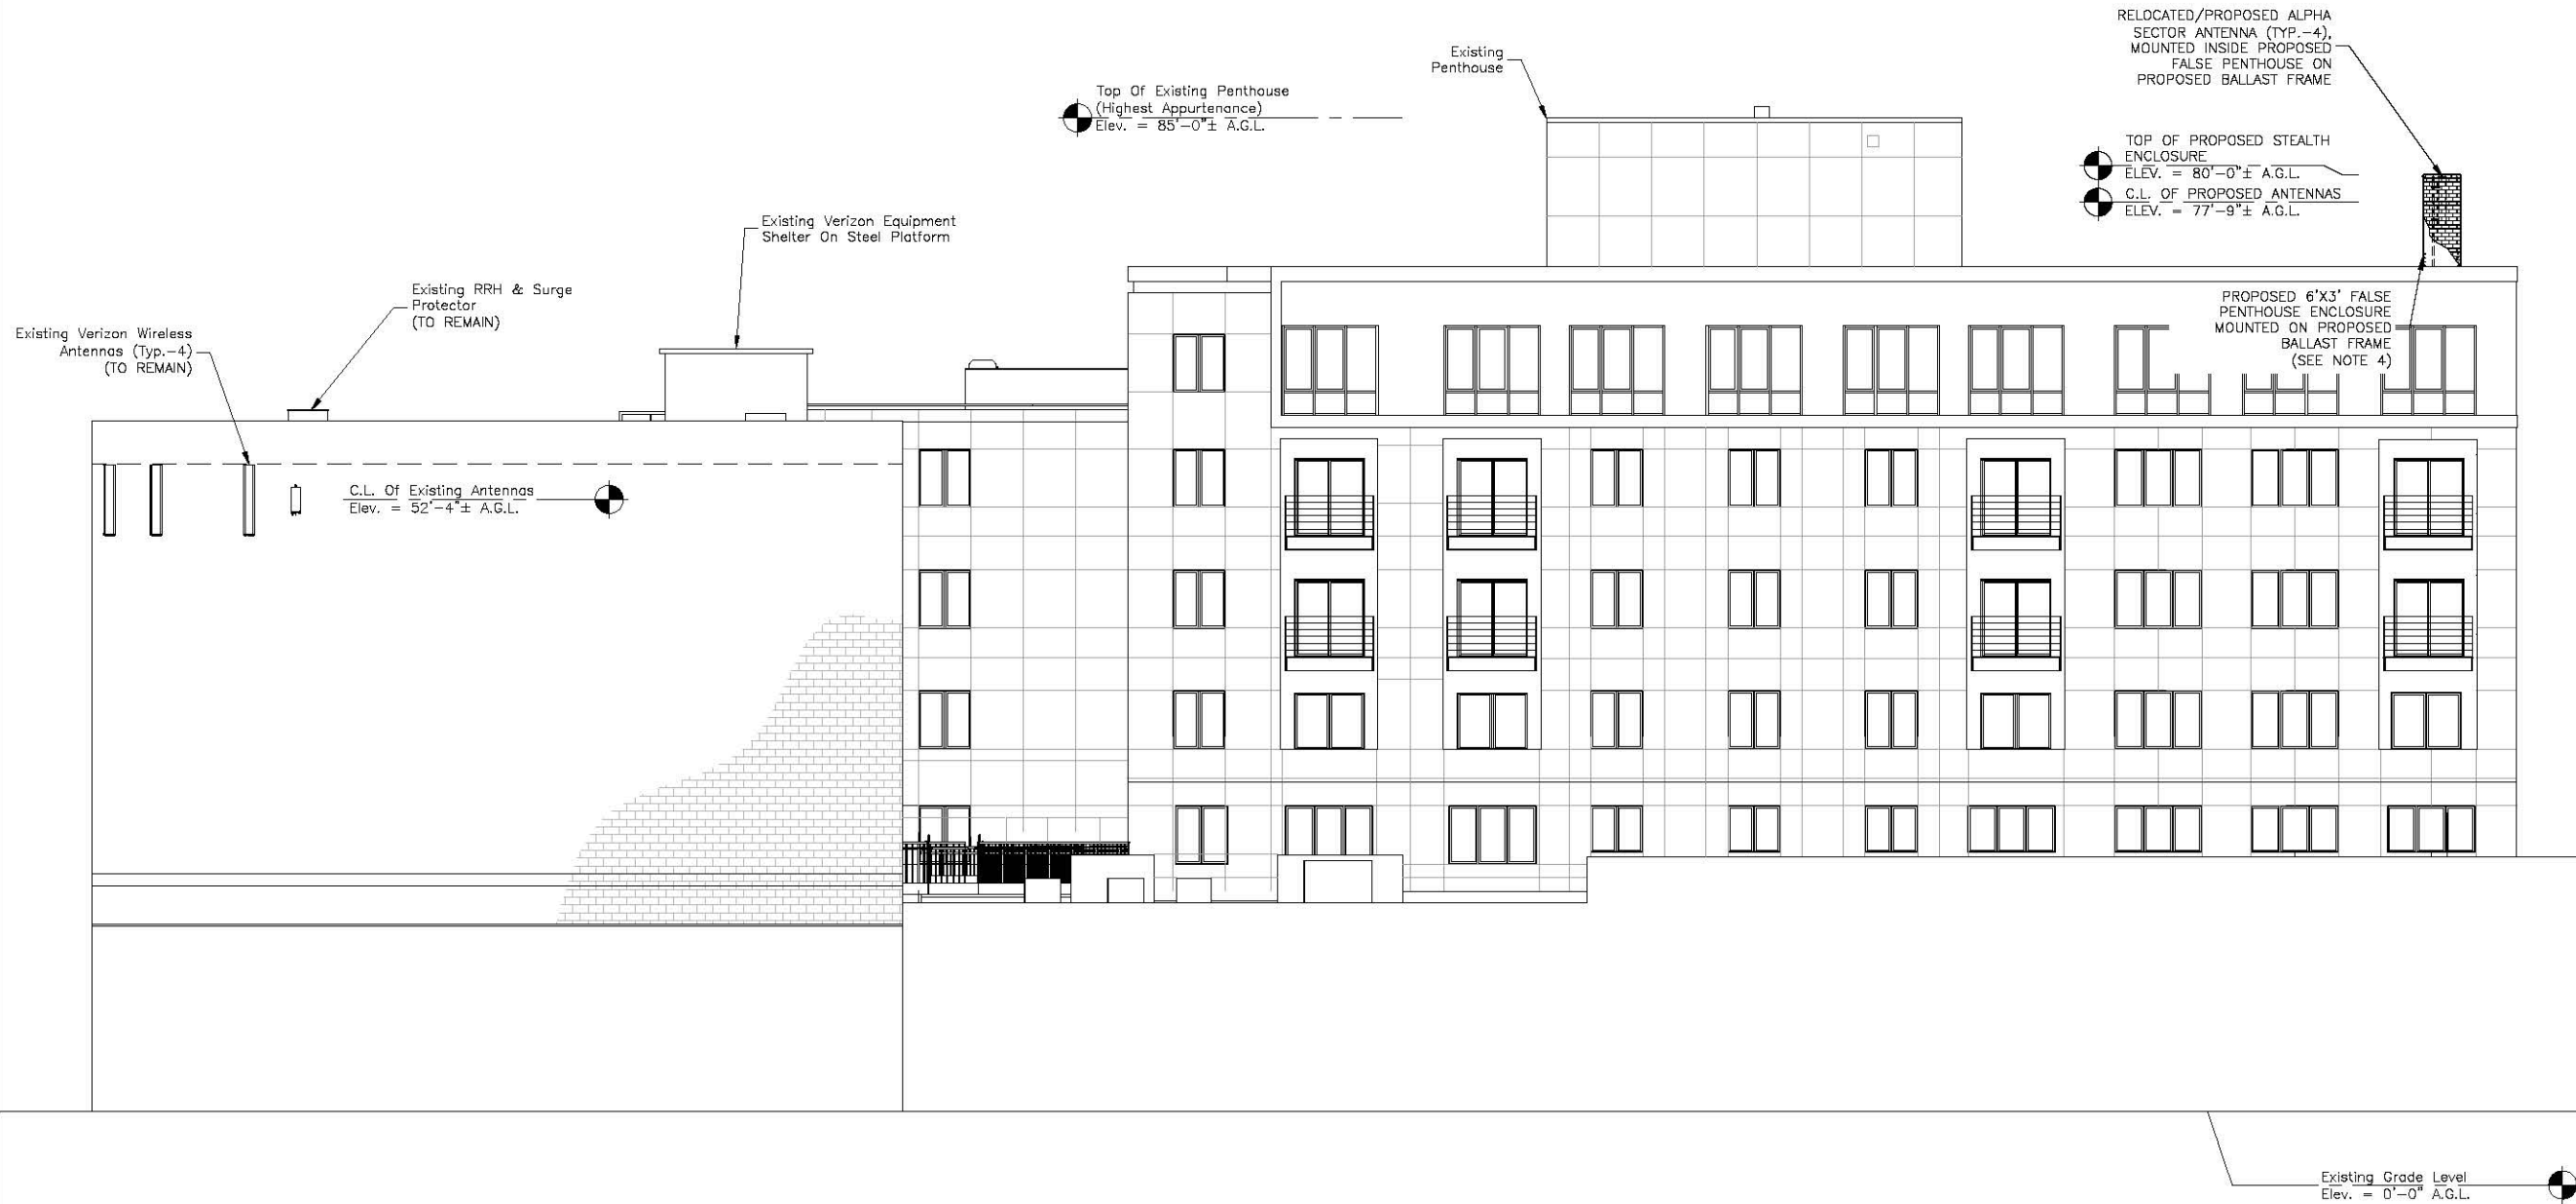 RELOCATED/PROPOSED ALPHA
SECTOR ANTENNA (TYP.-4),
MOUNTED INSIDE PROPOSED
FALSE PENTHOUSE ON
PROPOSED BALLAST FRAME
Existing
Penthouse
Top Of Existing Penthouse
(Highest Appurtenance)
Elev. = 85'-0"± A.G.L.
TOP OF PROPOSED STEALTH
ENCLOSURE
ELEV. = 80'-0"± A.G.L.
C.L. OF PROPOSED ANTENNAS
ELEV. = 77'-9"± A.G.L.
Existing Verizon Equipment
Shelter On Steel Platform
Existing RRH & Surge
Protector
(TO REMAIN)
Existing Verizon Wireless
Antennas (Typ.-4)
(TO REMAIN)
PROPOSED 6'X3' FALSE
PENTHOUSE ENCLOSURE
MOUNTED ON PROPOSED
BALLAST FRAME
(SEE NOTE 4)
C.L. Of Existing Antennas
Elev. = 52'-4"± A.G.L.
Existing Grade Level
Elev. = 0'-0" A.G.L.